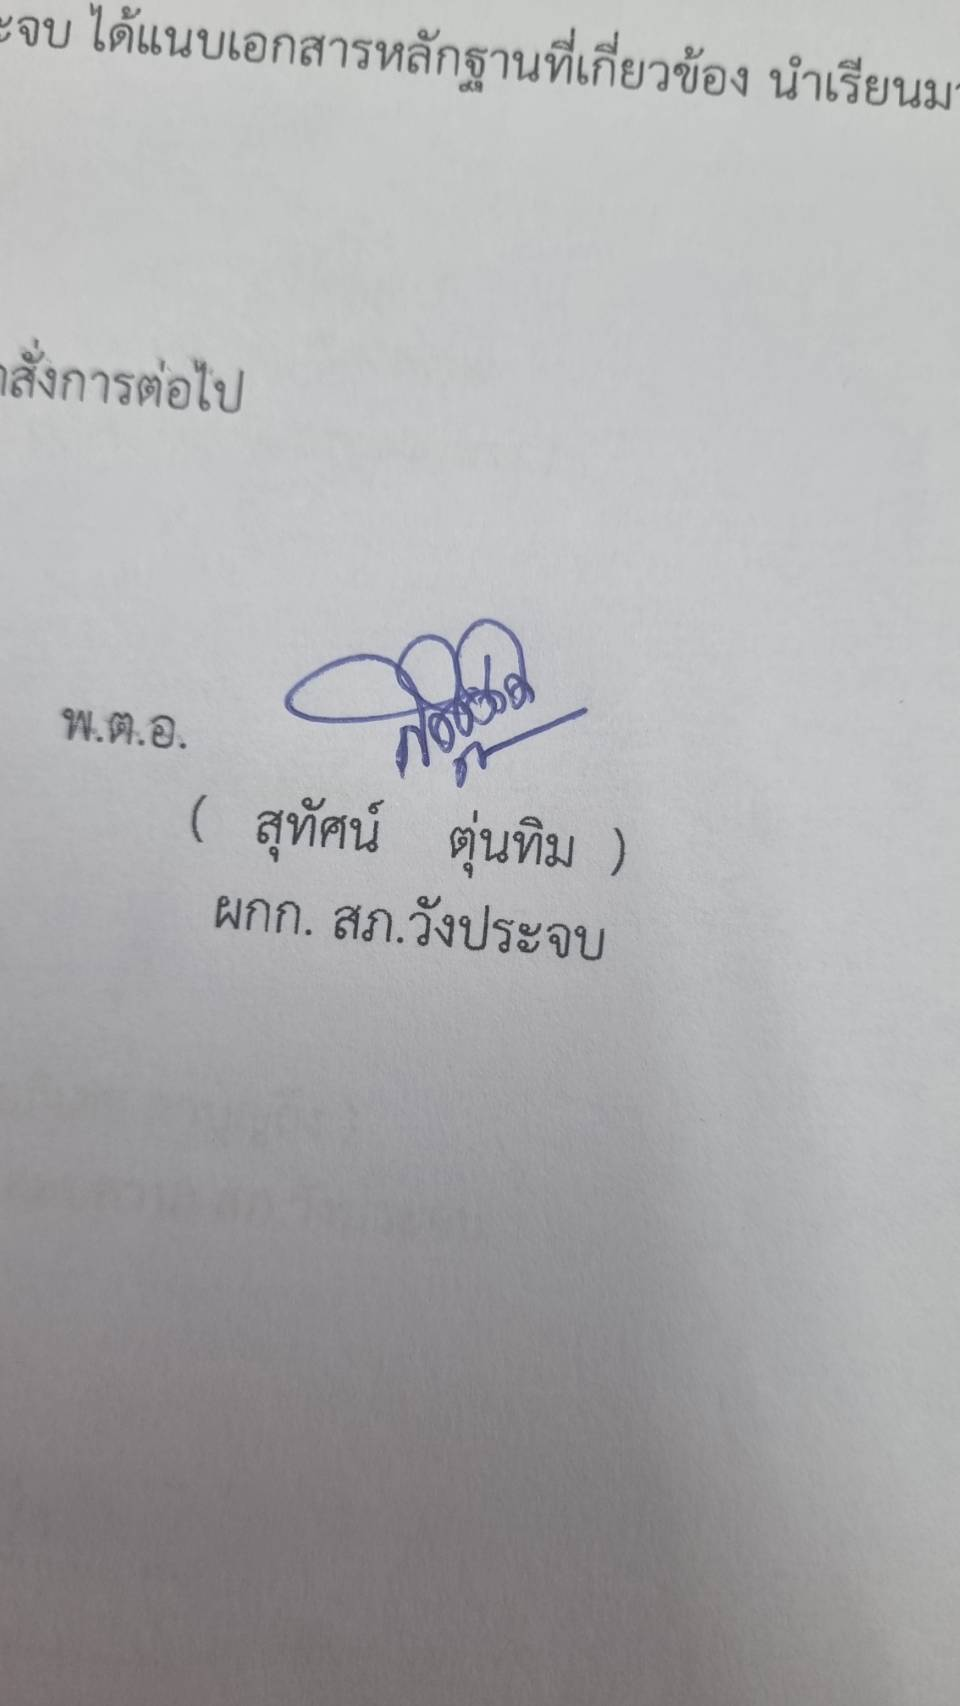 ะจบ ได้แนบเอกสารหลักฐานที่เกี่ยวข้อง นำเรียนมา
สั่งการต่อไป
พ.ต.อ.
( สุทัศน์ ตุ่นทิม )
ผกก. สภ.วังประจบ